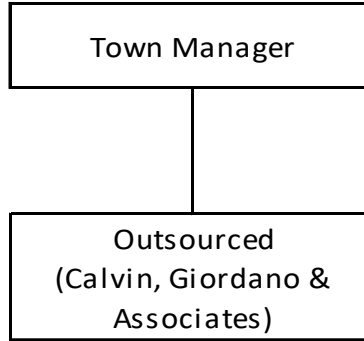 Town Manager
Outsourced
(Calvin, Giordano &
Associates)